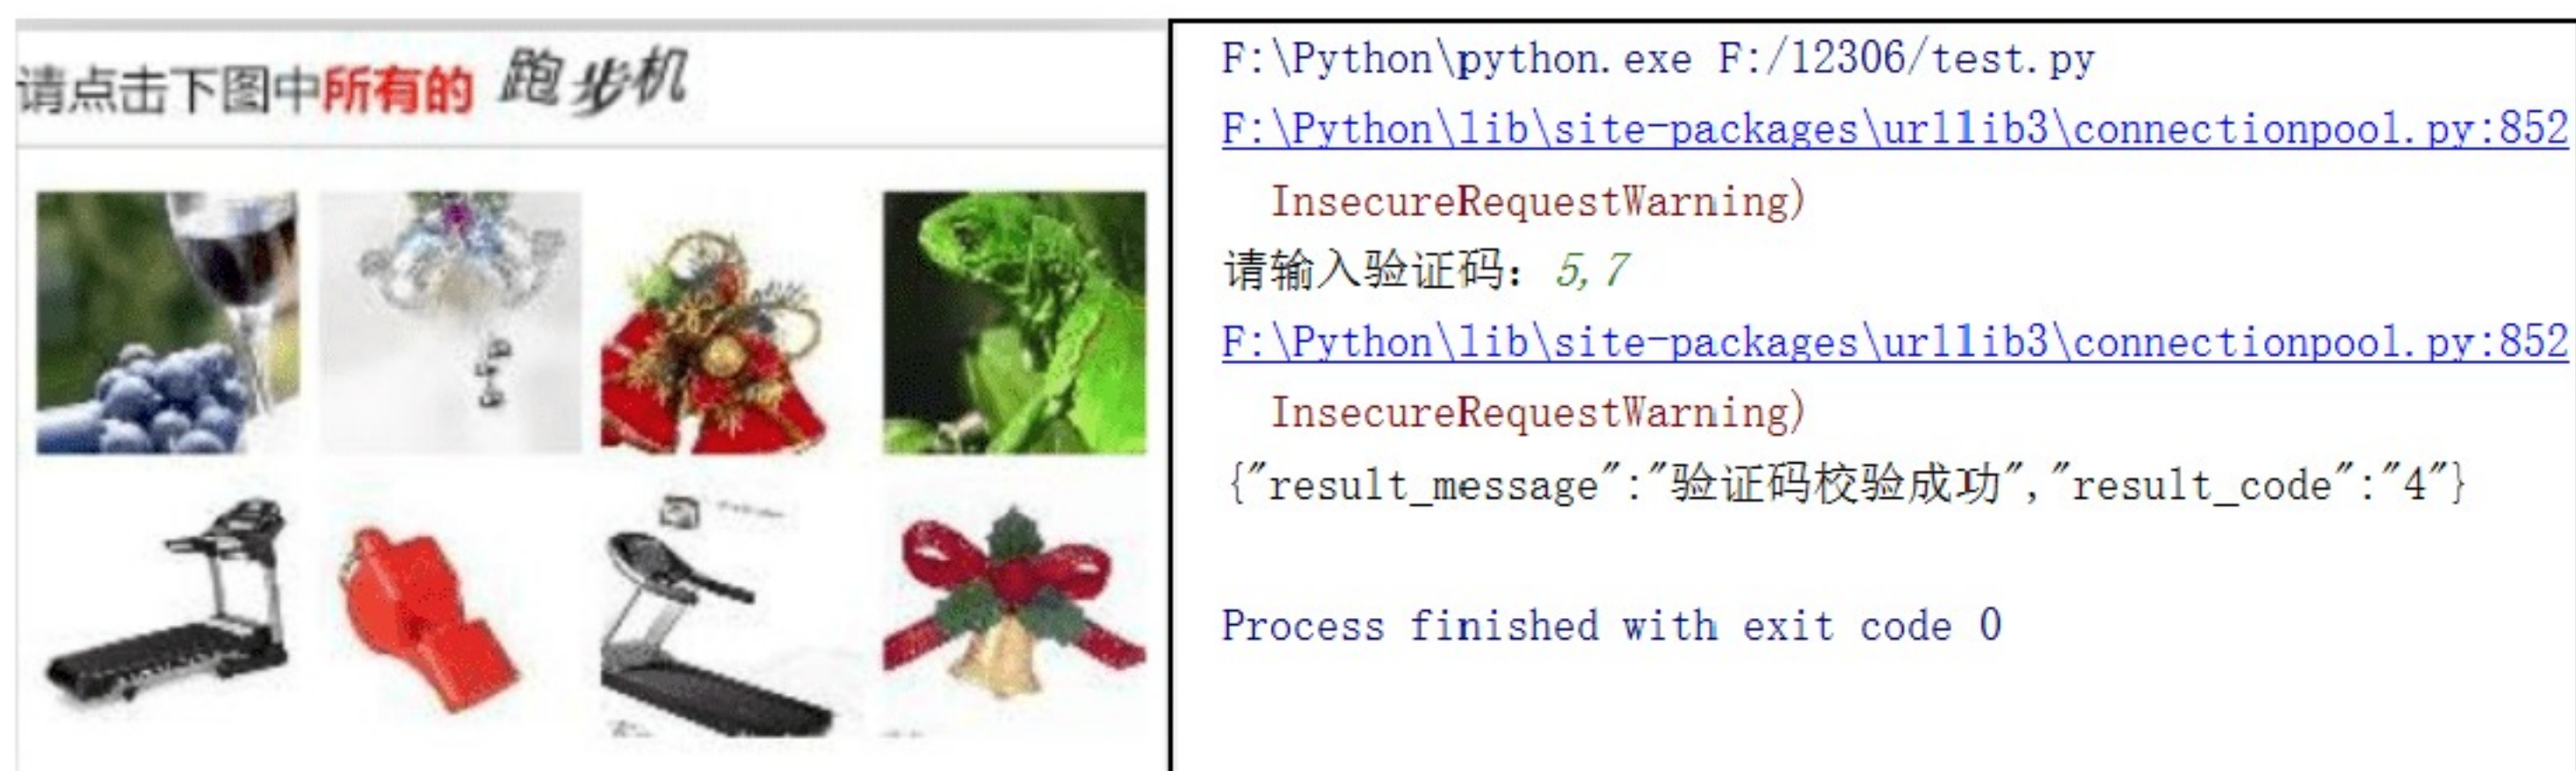 请点击下图中所有的 跑步机
F:\Python\python.exe F:/12306/test.py
F:\Python\lib\site-packages\urllib3\connectionpool.py:852
InsecureRequestWarning)
请输入验证码：5,7
F:\Python\lib\site-packages\urllib3\connectionpool.py:852
InsecureRequestWarning)
{"result_message":"验证码校验成功","result_code":"4"}
Process finished with exit code 0